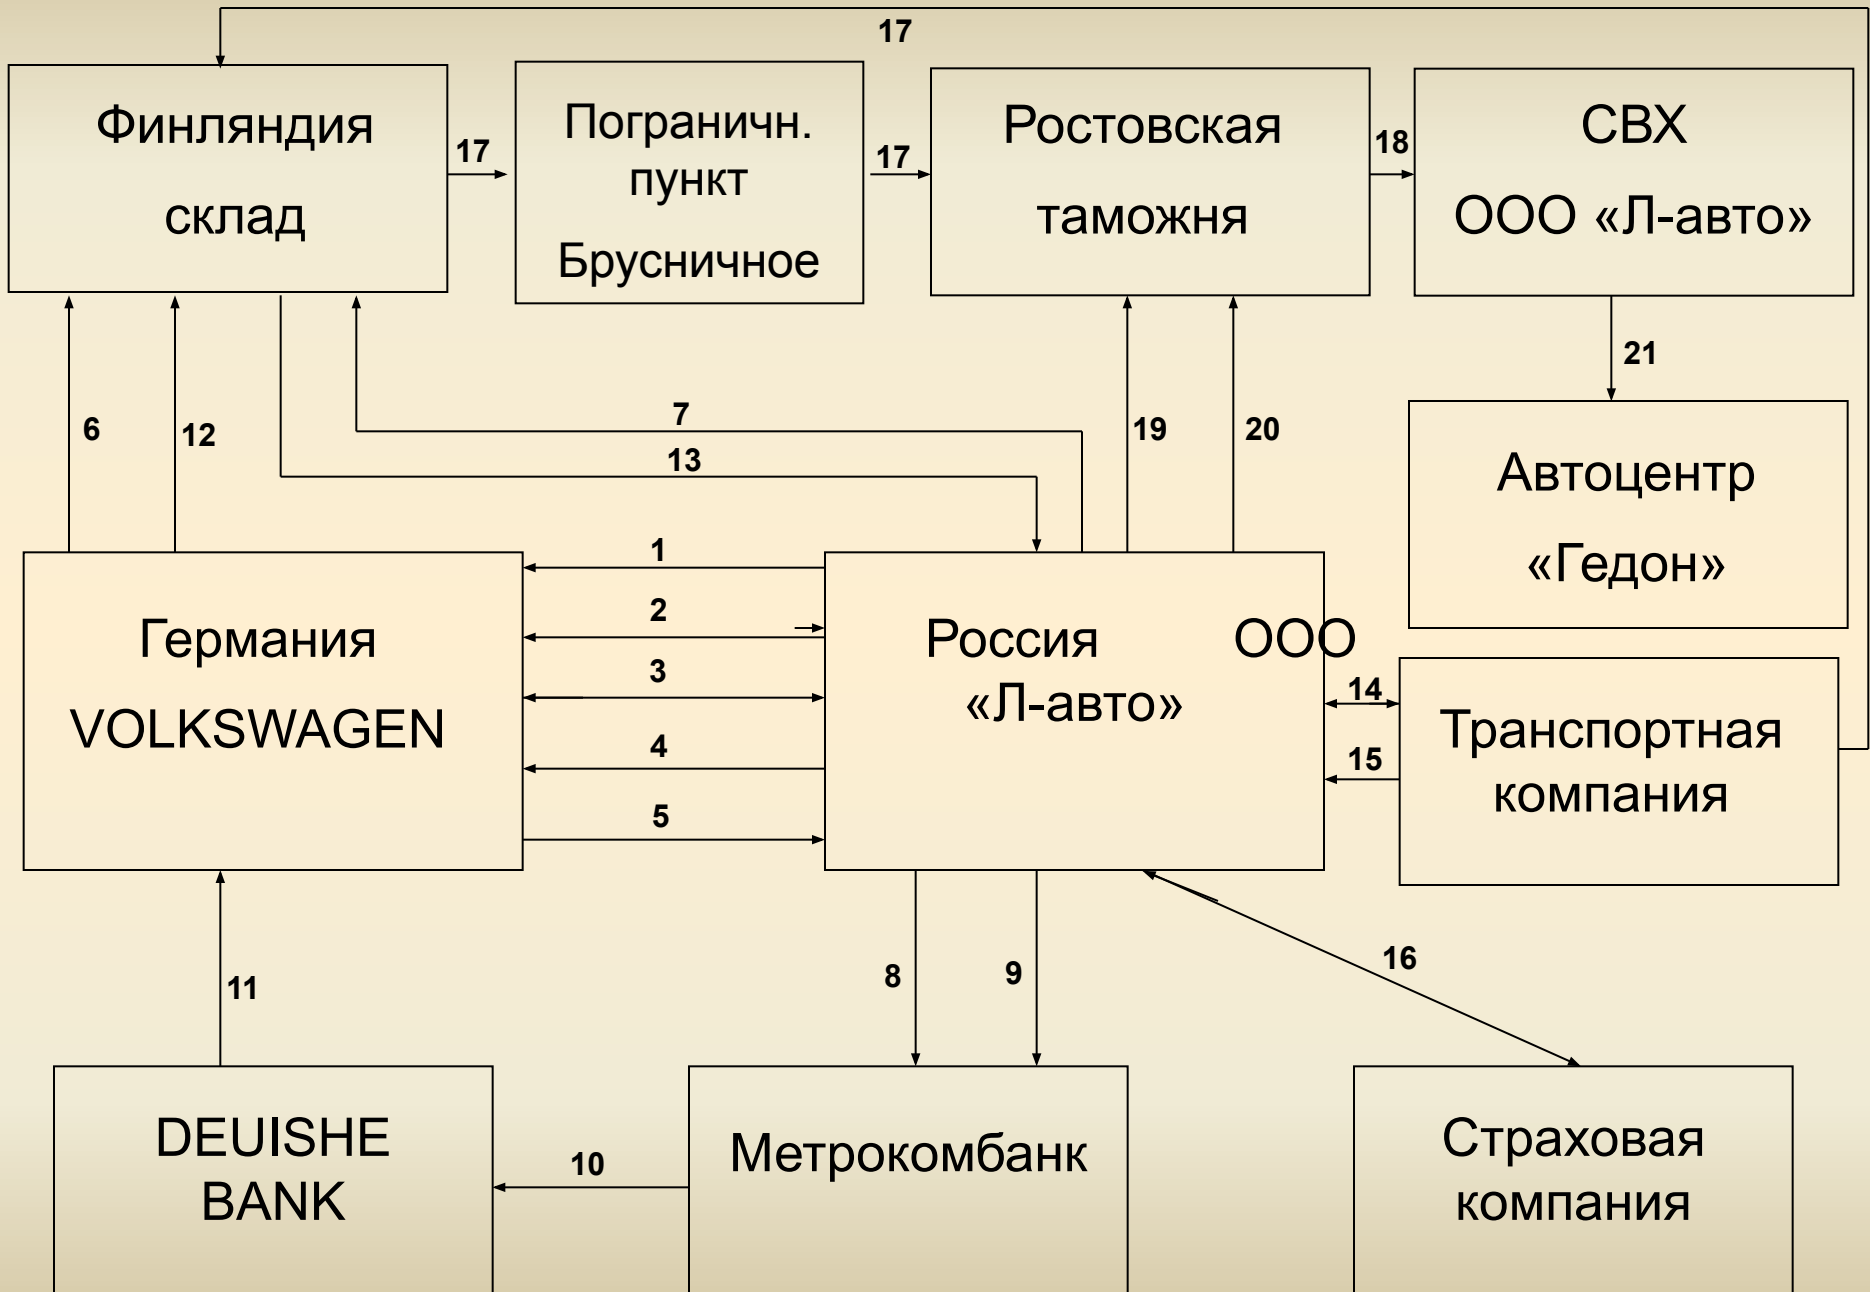 17
Финляндия
склад
17
Пограничн.
пункт
Брусничное
17
Ростовская
таможня
18
СВХ
ООО «Л-авто»
6
12
7
13
19
20
21
Автоцентр
«Гедон»
Германия
VOLKSWAGEN
1
2
3
4
5
Россия ООО
«Л-авто»
14
15
Транспортная
компания
11
8
9
16
DEUISHE
BANK
10
Метрокомбанк
Страховая
компания